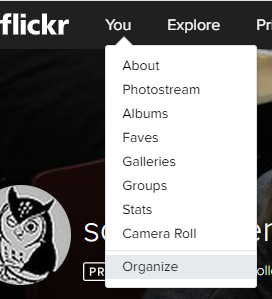 flickr You Explore
About
Photostream
Albums
Faves
Galleries
Groups
Stats
Camera Roll
Organize